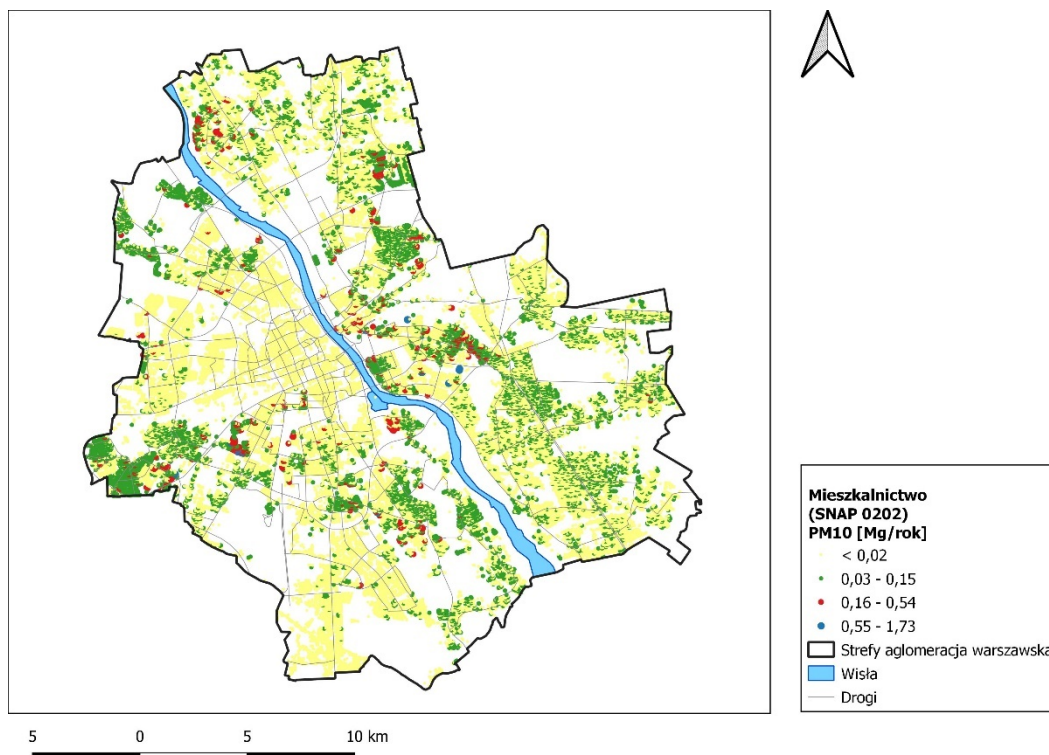 Mieszkalnictwo
(SNAP 0202)
PM10 [Mg/rok]
< 0,02
0,03 - 0,15
0,16 - 0,54
0,55 - 1,73
Strefy aglomeracja warszawska
Wisła
Drogi
5 0 5 10 km